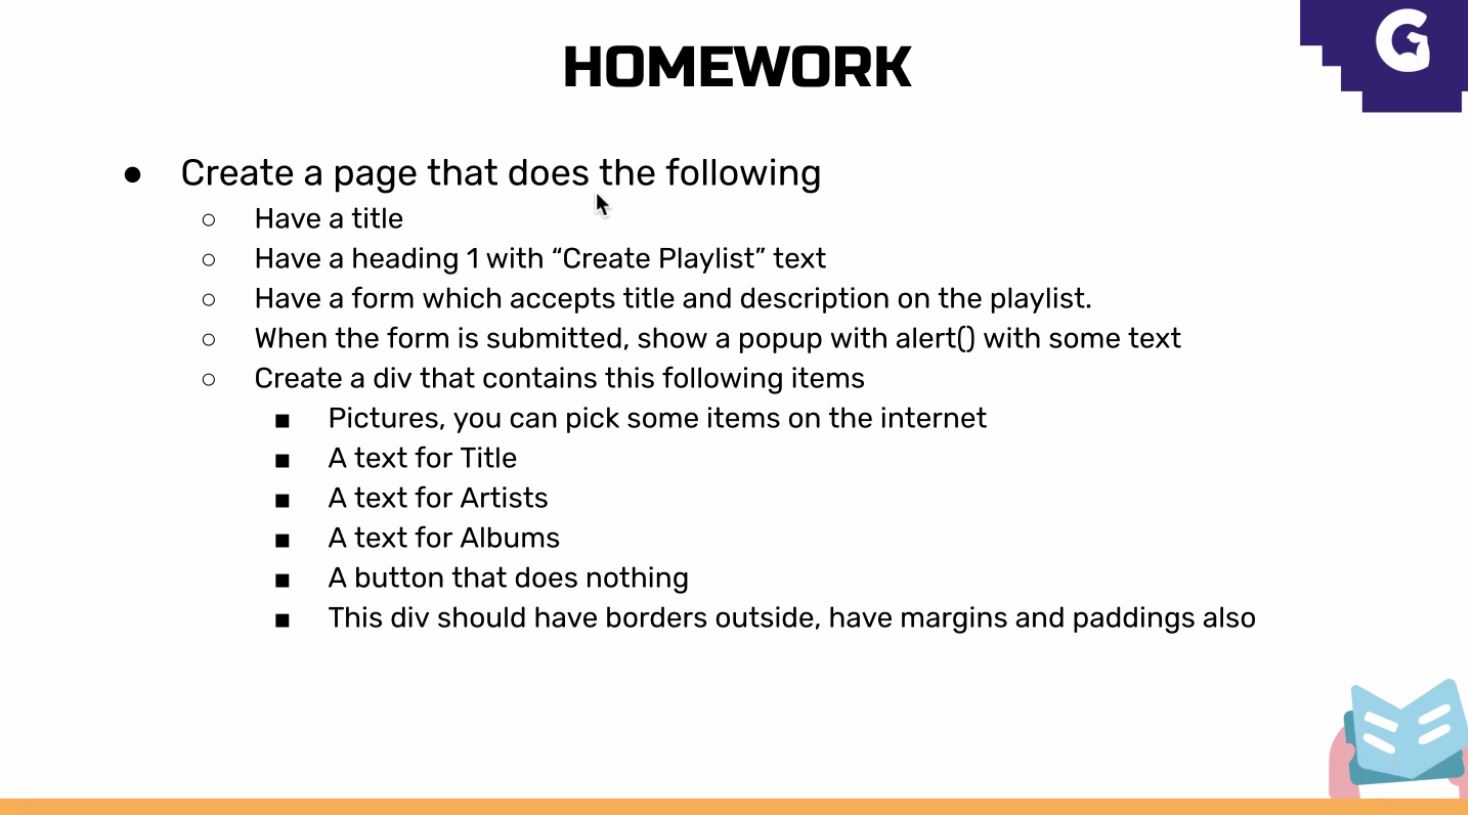 G
HOMEWORK
● Create a page that does the following
○ Have a title
○ Have a heading 1 with “Create Playlist” text
○ Have a form which accepts title and description on the playlist.
○ When the form is submitted, show a popup with alert() with some text
○ Create a div that contains this following items
■ Pictures, you can pick some items on the internet
■ A text for Title
■ A text for Artists
■ A text for Albums
■ A button that does nothing
■ This div should have borders outside, have margins and paddings also